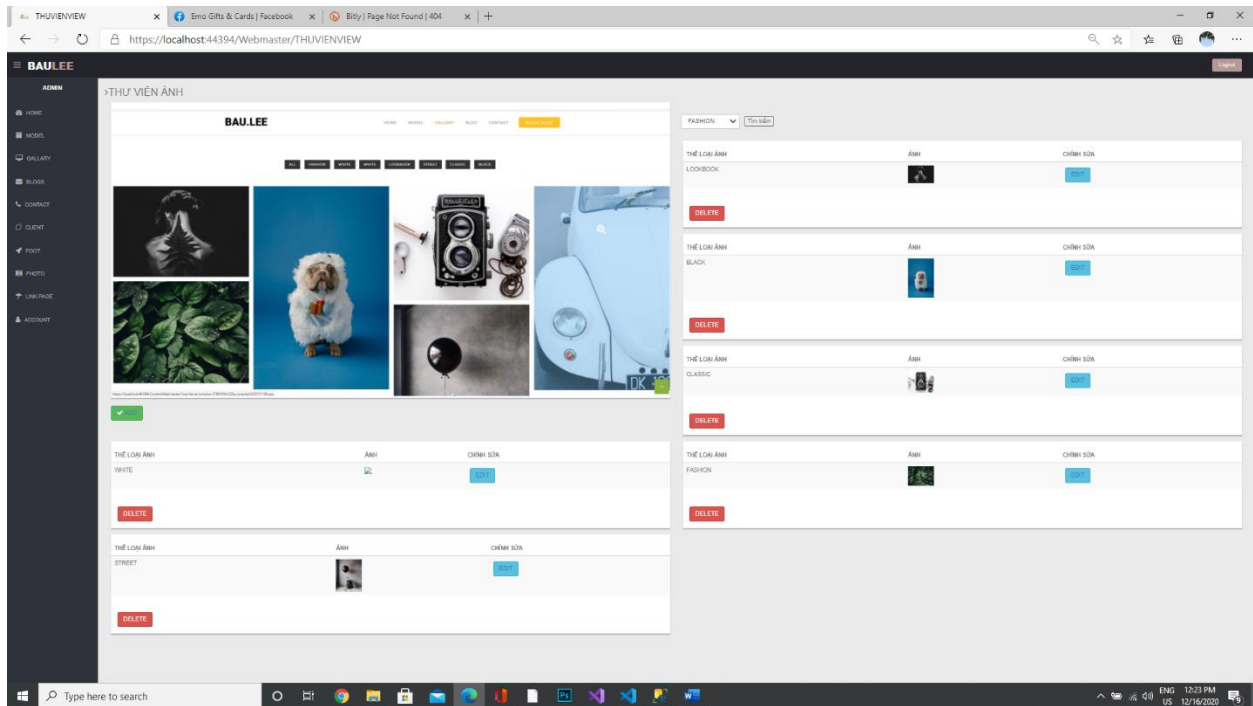 THUVIENVIEW
Emo Gifts & Cards | Facebook
Bitly | Page Not Found | 404
https://localhost:44394/Webmaster/THUVIENVIEW
≡ BAULEE
Logout
ADMIN
HOME
MODEL
GALLARY
BLOGS
CONTACT
CLIENT
FOOT
PHOTO
LINK PAGE
ACCOUNT
›THƯ VIỆN ẢNH
BAU.LEE
HOME MODEL GALLARY BLOG CONTACT
ALL FASHION WHITE WHITE LOOKBOOK STREET CLASSIC BLACK
ROLLEIFLEX
ADD
THỂ LOẠI ẢNH ẢNH CHỈNH SỬA
WHITE EDIT
DELETE
THỂ LOẠI ẢNH ẢNH CHỈNH SỬA
STREET EDIT
DELETE
FASHION Tìm kiếm
THỂ LOẠI ẢNH ẢNH CHỈNH SỬA
LOOKBOOK EDIT
DELETE
THỂ LOẠI ẢNH ẢNH CHỈNH SỬA
BLACK EDIT
DELETE
THỂ LOẠI ẢNH ẢNH CHỈNH SỬA
CLASSIC EDIT
DELETE
THỂ LOẠI ẢNH ẢNH CHỈNH SỬA
FASHION EDIT
DELETE
Type here to search
ENG 12:23 PM
US 12/16/2020